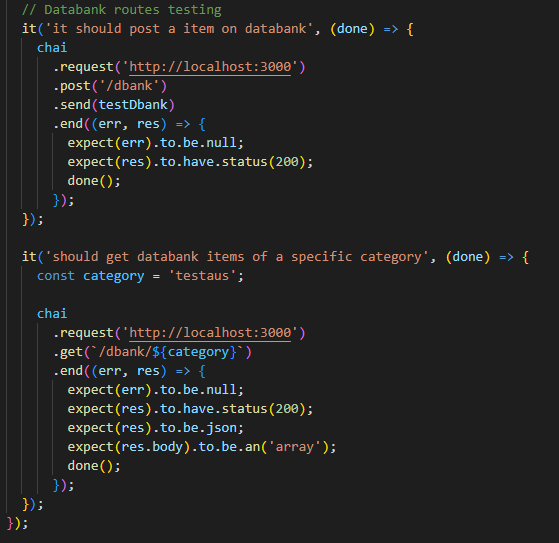 // Databank routes testing
it('it should post a item on databank', (done) => {
chai
.request('http://localhost:3000')
.post('/dbank')
.send(testDbank)
.end((err, res) => {
expect(err).to.be.null;
expect(res).to.have.status(200);
done();
});
});
it('should get databank items of a specific category', (done) => {
const category = 'testaus';
chai
.request('http://localhost:3000')
.get(`/dbank/${category}`)
.end((err, res) => {
expect(err).to.be.null;
expect(res).to.have.status(200);
expect(res).to.be.json;
expect(res.body).to.be.an('array');
done();
});
});
});